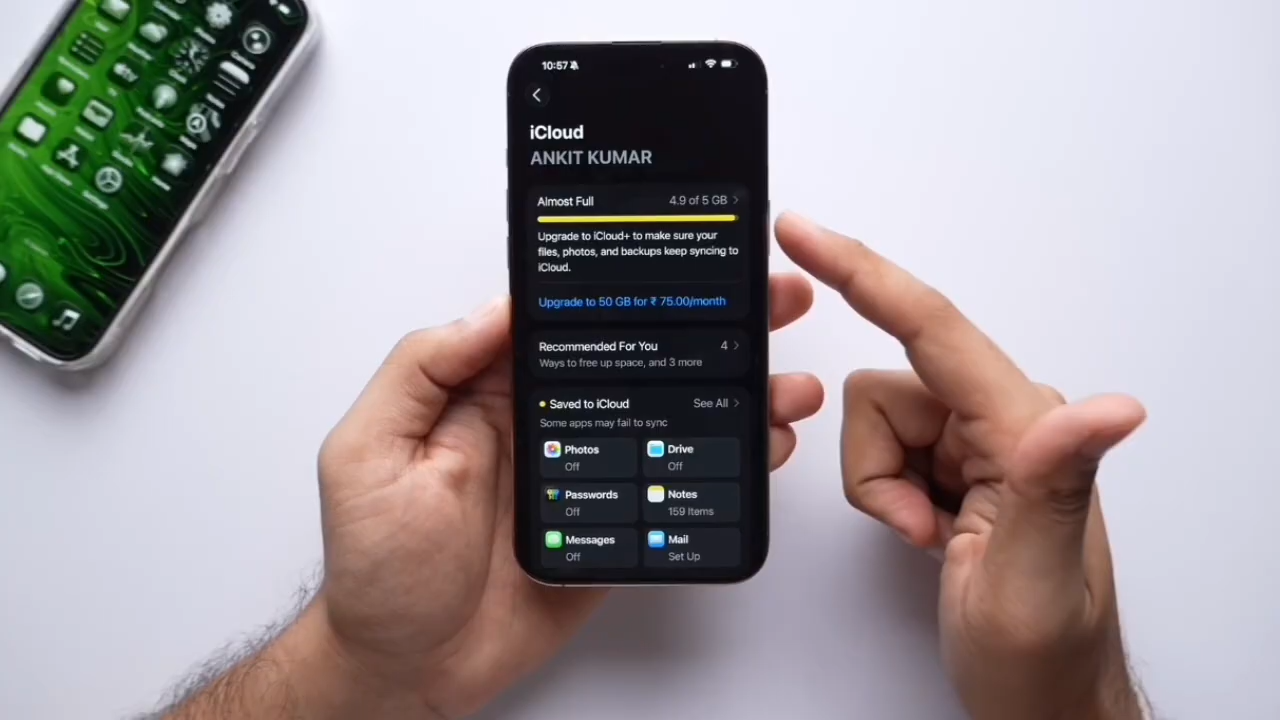 10:57
iCloud
ANKIT KUMAR
Almost Full 4.9 of 5 GB
Upgrade to iCloud+ to make sure your
files, photos, and backups keep syncing to
iCloud.
Upgrade to 50 GB for ₹ 75.00/month
Recommended For You 4
Ways to free up space, and 3 more
Saved to iCloud See All
Some apps may fail to sync
Photos Drive
Off Off
Passwords Notes
Off 159 Items
Messages Mail
Off Set Up